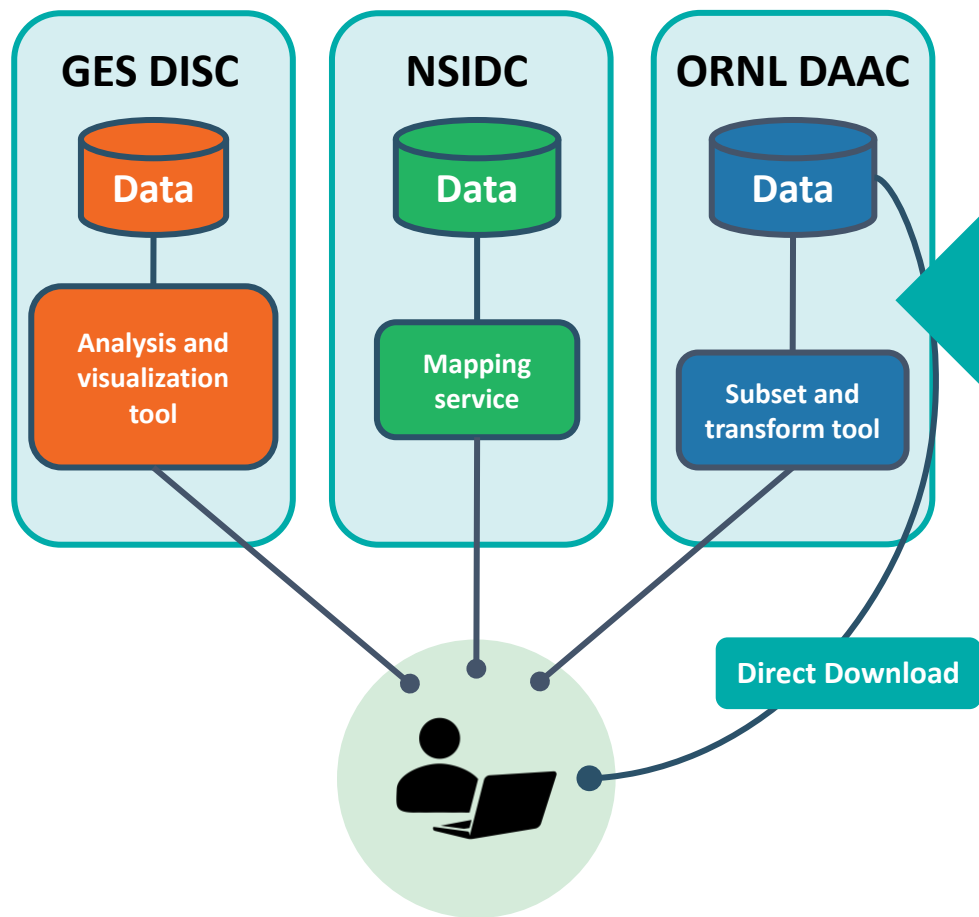 GES DISC
Data
Analysis and
visualization
tool
NSIDC
Data
Mapping
service
ORNL DAAC
Data
Subset and
transform tool
Direct Download